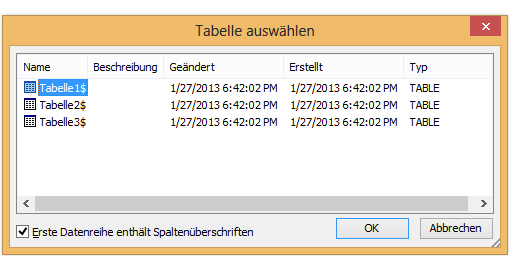 Tabelle auswählen
Name Beschreibung Geändert Erstellt Typ
Tabelle1$ 1/27/2013 6:42:02 PM 1/27/2013 6:42:02 PM TABLE
Tabelle2$ 1/27/2013 6:42:02 PM 1/27/2013 6:42:02 PM TABLE
Tabelle3$ 1/27/2013 6:42:02 PM 1/27/2013 6:42:02 PM TABLE
Erste Datenreihe enthält Spaltenüberschriften
OK
Abbrechen